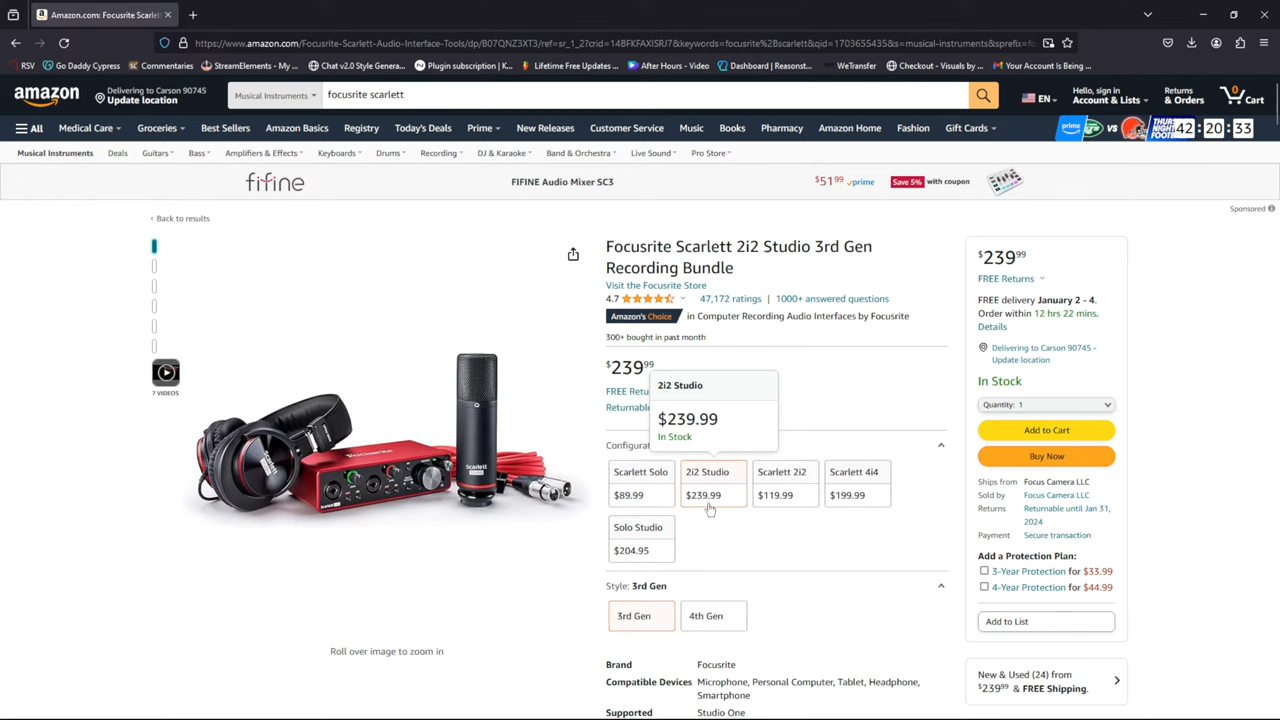 Amazon.com: Focusrite Scarlett
https://www.amazon.com/Focusrite-Scarlett-Audio-Interface-Tools/dp/B07QNZ3XT3/ref=sr_1_2?crid=14BFKFAXISRJ7&keywords=focusrite%2Bscarlett&qid=1703655435&s=musical-instruments&sprefix=fo
RSV
Go Daddy Cypress
Commentaries
StreamElements - My...
Chat v2.0 Style Genera...
Plugin supscription | K...
Lifetime Free Updates ...
After Hours - Video
Dashboard | Resonate...
WeTransfer
Checkout - Visuals by ...
Your Account Is Being ...
amazon
Delivering to Carson 90745
Update location
Musical Instruments
focusrite scarlett
EN
Hello, sign in
Account & Lists
Returns
& Orders
0
Cart
All
Medical Care
Groceries
Best Sellers
Amazon Basics
Registry
Today's Deals
Prime
New Releases
Customer Service
Music
Books
Pharmacy
Amazon Home
Fashion
Gift Cards
prime
VS
THURSDAY NIGHT FOOTBALL
42 : 20 : 33
Musical Instruments
Deals
Guitars
Bass
Amplifiers & Effects
Keyboards
Drums
Recording
DJ & Karaoke
Band & Orchestra
Live Sound
Pro Store
fifine
FIFINE Audio Mixer SC3
$51 99 prime
Save 5% with coupon
Sponsored
‹ Back to results
7 VIDEOS
Roll over image to zoom in
Focusrite Scarlett 2i2 Studio 3rd Gen
Recording Bundle
Visit the Focusrite Store
4.7
47,172 ratings | 1000+ answered questions
Amazon's Choice in Computer Recording Audio Interfaces by Focusrite
300+ bought in past month
$239 99
FREE Retu
Returnable
2i2 Studio
$239.99
In Stock
Configurat
Scarlett Solo
$89.99
2i2 Studio
$239.99
Scarlett 2i2
$119.99
Scarlett 4i4
$199.99
Solo Studio
$204.95
Style: 3rd Gen
3rd Gen
4th Gen
Brand Focusrite
Compatible Devices Microphone, Personal Computer, Tablet, Headphone,
Smartphone
Supported Studio One
$239 99
FREE Returns
FREE delivery January 2 - 4.
Order within 12 hrs 22 mins.
Details
Delivering to Carson 90745 -
Update location
In Stock
Quantity: 1
Add to Cart
Buy Now
Ships from Focus Camera LLC
Sold by Focus Camera LLC
Returns Returnable until Jan 31,
2024
Payment Secure transaction
Add a Protection Plan:
3-Year Protection for $33.99
4-Year Protection for $44.99
Add to List
New & Used (24) from
$239 99 & FREE Shipping.